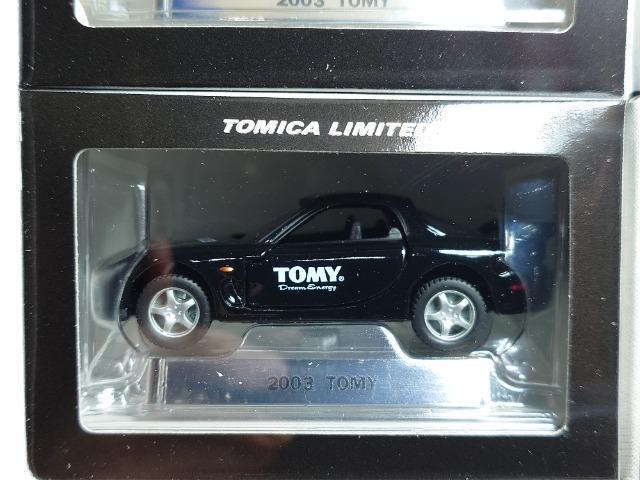 2003 TOMY
TOMICA LIMITED
TOMY®
Dream Energy
2003 TOMY